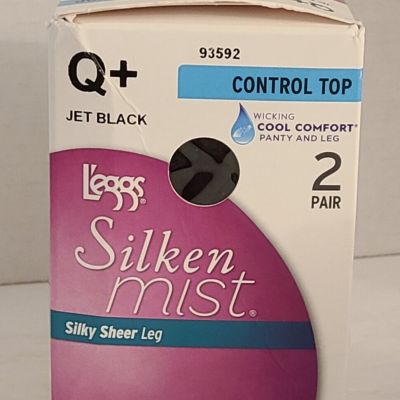 Q+
93592
JET BLACK
CONTROL TOP
WICKING
COOL COMFORT®
PANTY AND LEG
2
PAIR
L'eggs®
Silken
mist®
Silky Sheer Leg